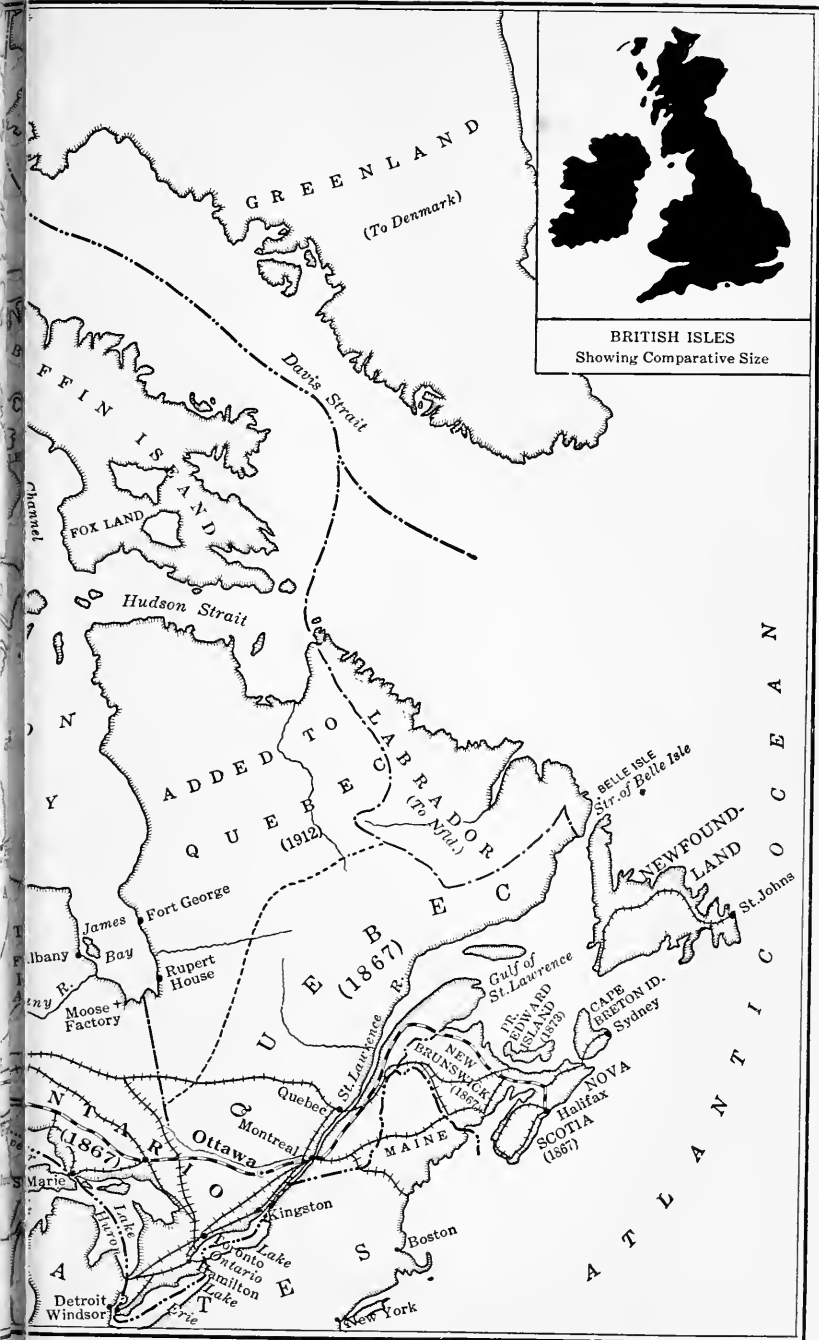 GREENLAND
(To Denmark)
BRITISH ISLES
Showing Comparative Size
Davis Strait
FFIN ISLAND
FOX LAND
Channel
Hudson Strait
ADDED TO
QUEBEC
(1912)
LABRADOR
(To Nfld.)
BELLE ISLE
Str. of Belle Isle
NEWFOUND-
LAND
St. Johns
ATLANTIC OCEAN
N
Y
James
Bay
Fort George
lbany
R.
Rupert
House
Moose
Factory
QUEBEC
(1867)
St. Lawrence R.
Gulf of
St. Lawrence
PR.
EDWARD
ISLAND
(1873)
CAPE
BRETON ID.
Sydney
NEW
BRUNSWICK
(1867)
NOVA
SCOTIA
(1867)
Halifax
Quebec
Montreal
Ottawa
MAINE
NTARIO
(1867)
Marie
Lake
Huron
Kingston
Toronto
Lake
Ontario
Hamilton
Lake
Erie
Detroit
Windsor
Boston
New York
A T E S